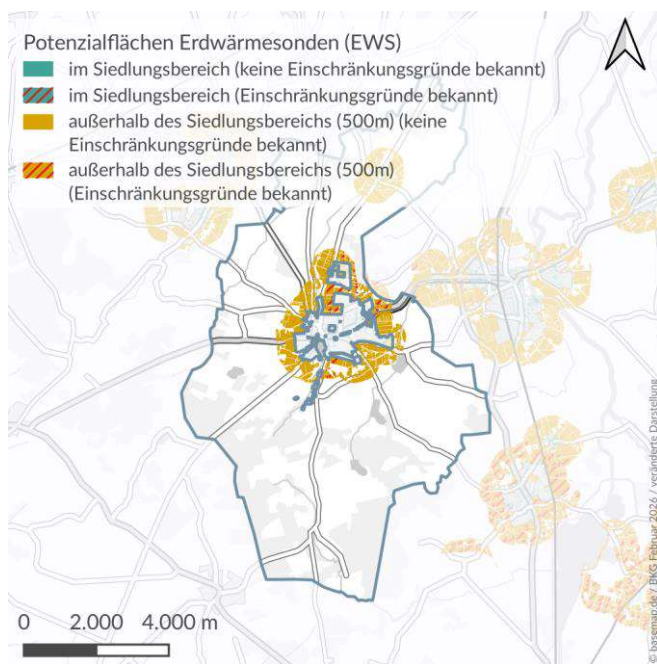 Potenzialflächen Erdwärmesonden (EWS)
im Siedlungsbereich (keine Einschränkungsgründe bekannt)
im Siedlungsbereich (Einschränkungsgründe bekannt)
außerhalb des Siedlungsbereichs (500m) (keine
Einschränkungsgründe bekannt)
außerhalb des Siedlungsbereichs (500m)
(Einschränkungsgründe bekannt)
0 2.000 4.000 m
© basemap.de / BKG Februar 2026 / veränderte Darstellung